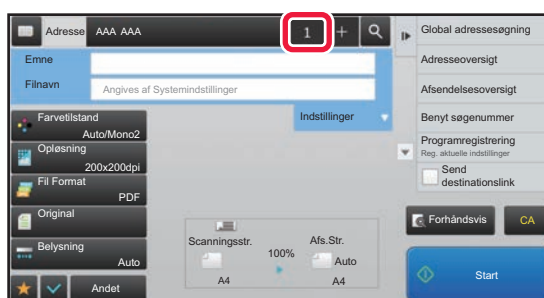 Adresse AAA AAA 1 +
Emne
Filnavn Angives af Systemindstillinger
Indstillinger
Farvetilstand
Auto/Mono2
Opløsning
200x200dpi
Fil Format
PDF
Original
Belysning
Auto
Andet
Scanningsstr.
A4
100%
Afs.Str.
Auto
A4
Global adressesøgning
Adresseoversigt
Afsendelsesoversigt
Benyt søgenummer
Programregistrering
Reg. aktuelle indstillinger
Send
destinationslink
Forhåndsvis
CA
Start